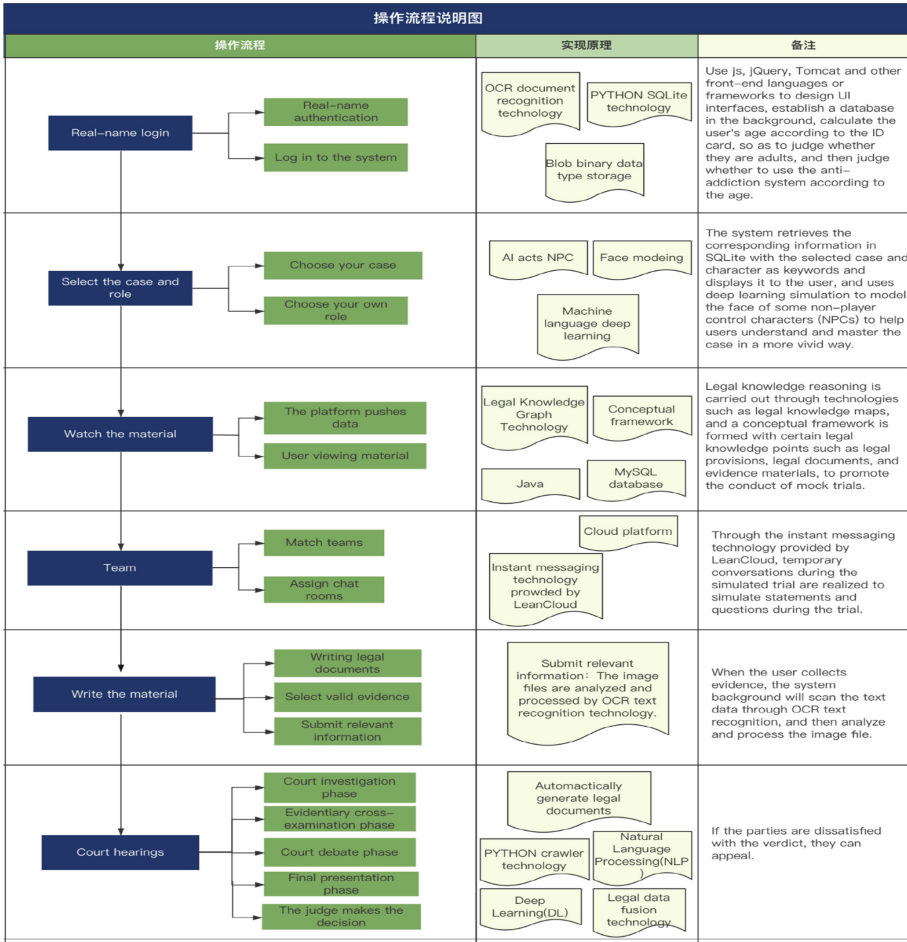 操作流程说明图
操作流程
实现原理
备注
Real-name login
Real-name
authentication
Log in to the system
OCR document
recognition
technology
PYTHON SQLite
technology
Blob binary data
type storage
Use js, jQuery, Tomcat and other
front-end languages or
frameworks to design UI
interfaces, establish a database
in the background, calculate the
user's age according to the ID
card, so as to judge whether
they are adults, and then judge
whether to use the anti-
addiction system according to
the age.
Select the case and
role
Choose your case
Choose your own
role
AI acts NPC
Face modeing
Machine
language deep
learning
The system retrieves the
corresponding information in
SQLite with the selected case and
character as keywords and
displays it to the user, and uses
deep learning simulation to model
the face of some non-player
control characters (NPCs) to help
users understand and master the
case in a more vivid way.
Watch the material
The platform pushes
data
User viewing material
Legal Knowledge
Graph
Technology
Conceptual
framework
Java
MySQL
database
Legal knowledge reasoning is
carried out through technologies
such as legal knowledge maps,
and a conceptual framework is
formed with certain legal
knowledge points such as legal
provisions, legal documents, and
evidence materials, to promote
the conduct of mock trials.
Team
Match teams
Assign chat
rooms
Cloud platform
Instant messaging
technology
prowded by
LeanCloud
Through the instant messaging
technology provided by
LeanCloud, temporary
conversations during the
simulated trial are realized to
simulate statements and
questions during the trial.
Write the material
Writing legal
documents
Select valid evidence
Submit relevant
information
Submit relevant
information: The image
files are analyzed and
processed by OCR text
recognition technology.
When the user collects
evidence, the system
background will scan the text
data through OCR text
recognition, and then analyze
and process the image file.
Court hearings
Court investigation
phase
Evidentiary cross-
examination phase
Court debate phase
Final presentation
phase
The judge makes the
decision
Automactically
generate legal
documents
PYTHON crawler
technology
Natural
Language
Processing(NLP
)
Deep
Learning(DL)
Legal data
fusion
technology
If the parties are dissatisfied
with the verdict, they can
appeal.